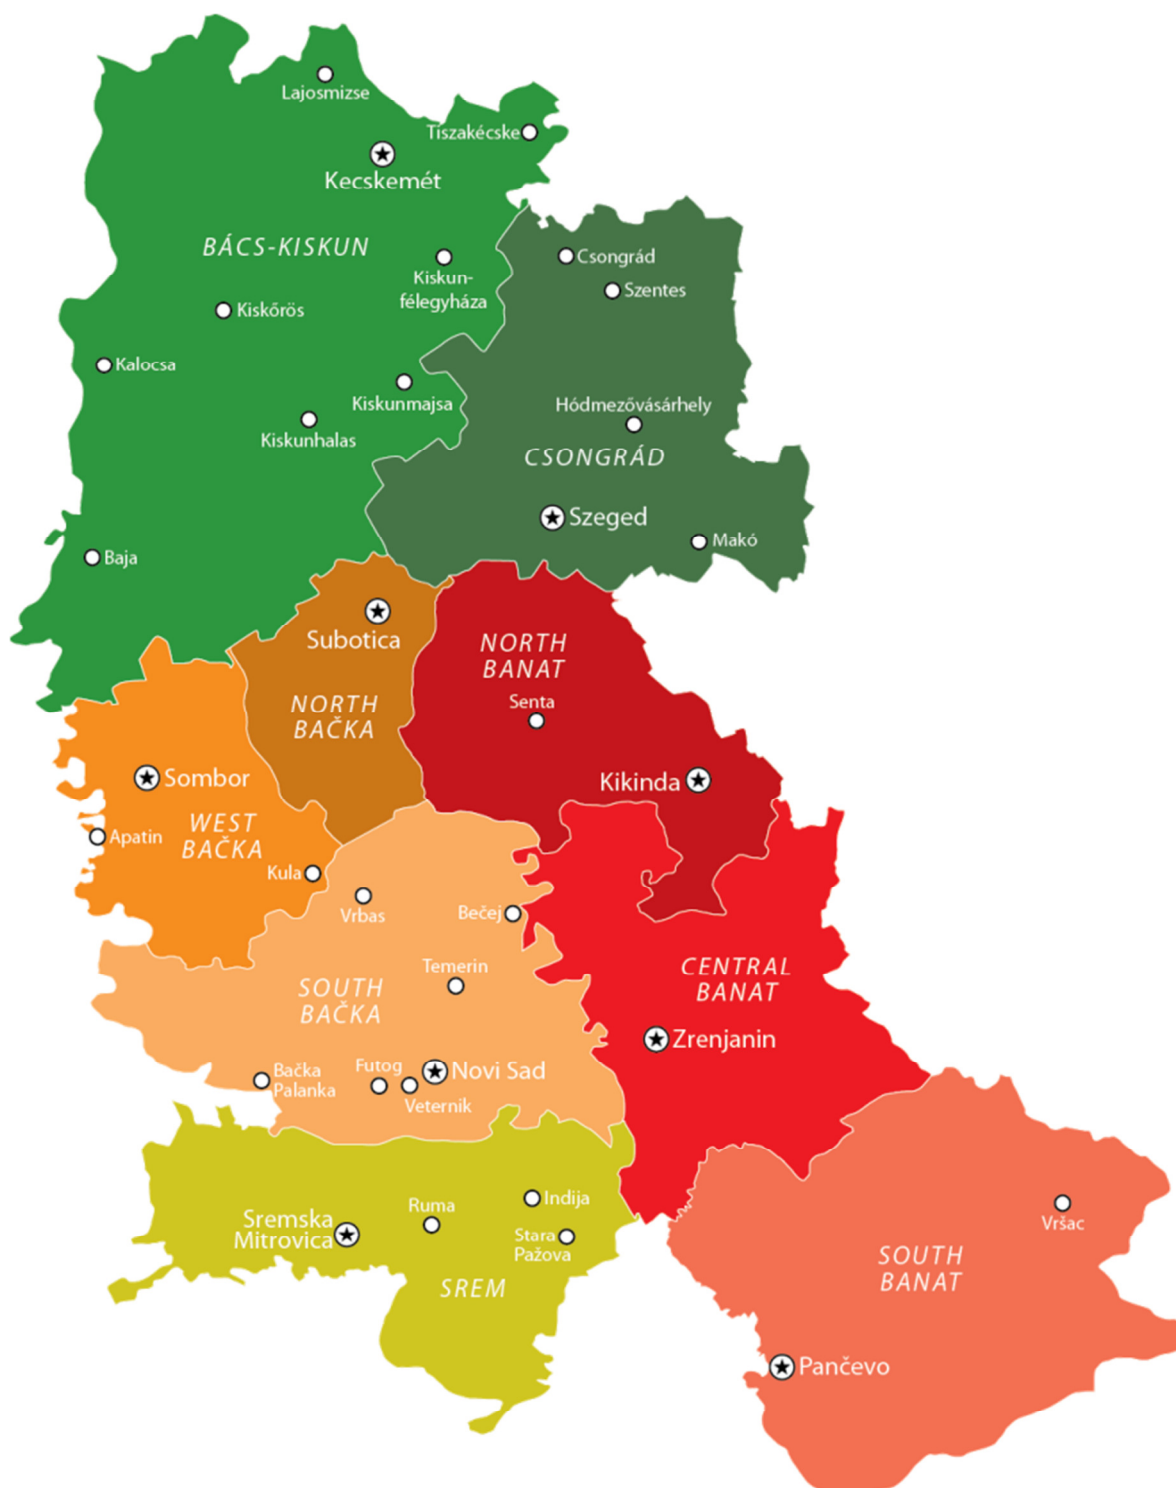 Lajosmizse
Tiszakécske
Kecskemét
BÁCS-KISKUN
Csongrád
Kiskun-
félegyháza
Szentes
Kiskőrös
Kalocsa
Kiskunmajsa
Hódmezővásárhely
Kiskunhalas
CSONGRÁD
Szeged
Makó
Baja
Subotica
NORTH
BANAT
Senta
NORTH
BAČKA
Sombor
Kikinda
WEST
BAČKA
Apatin
Kula
Vrbas
Bečej
Temerin
CENTRAL
BANAT
SOUTH
BAČKA
Zrenjanin
Bačka
Palanka
Futog
Novi Sad
Veternik
Indija
Ruma
Sremska
Mitrovica
Stara
Pažova
Vršac
SREM
SOUTH
BANAT
Pančevo